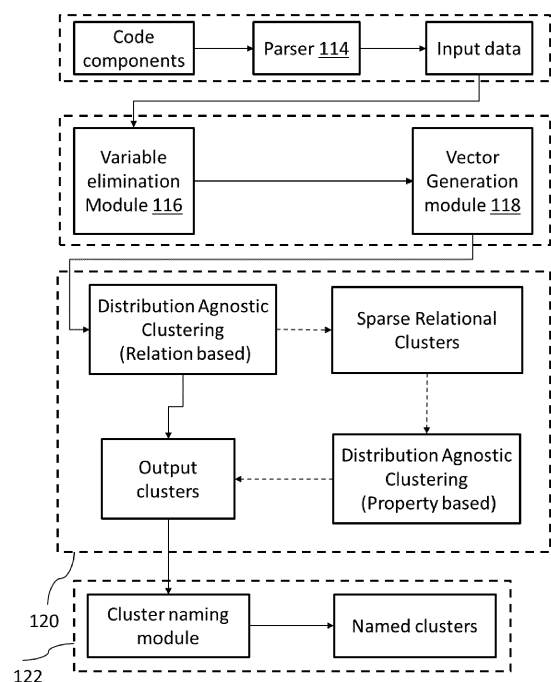 Code
components
Parser 114
Input data
Variable
elimination
Module 116
Vector
Generation
module 118
Distribution Agnostic
Clustering
(Relation based)
Sparse Relational
Clusters
Output
clusters
Distribution Agnostic
Clustering
(Property based)
120
Cluster naming
module
Named clusters
122